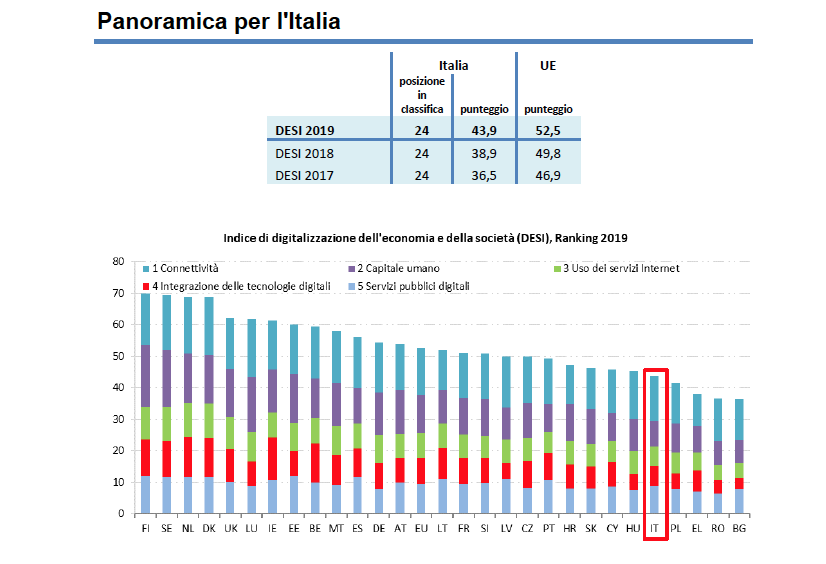 Panoramica per l'Italia
Italia UE
posizione
in
classifica punteggio punteggio
DESI 2019 24 43,9 52,5
DESI 2018 24 38,9 49,8
DESI 2017 24 36,5 46,9
Indice di digitalizzazione dell'economia e della società (DESI), Ranking 2019
80
1 Connettività 2 Capitale umano 3 Uso dei servizi Internet
4 Integrazione delle tecnologie digitali 5 Servizi pubblici digitali
70
60
50
40
30
20
10
0
FI SE NL DK UK LU IE EE BE MT ES DE AT EU LT FR SI LV CZ PT HR SK CY HU IT PL EL RO BG